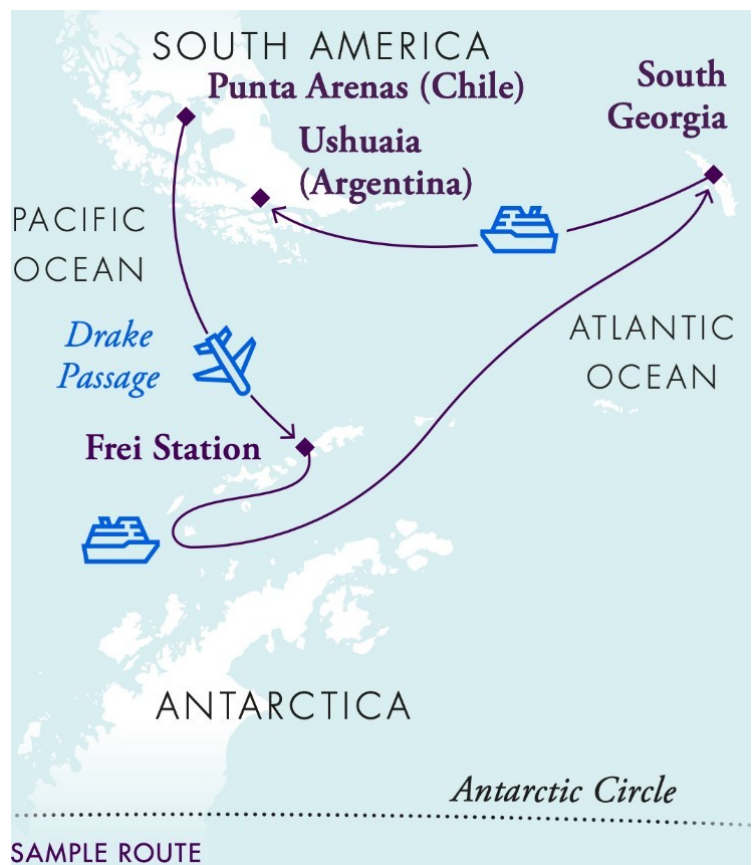 SOUTH AMERICA
Punta Arenas (Chile)
South
Georgia
Ushuaia
(Argentina)
PACIFIC
OCEAN
Drake
Passage
ATLANTIC
OCEAN
Frei Station
ANTARCTICA
Antarctic Circle
SAMPLE ROUTE